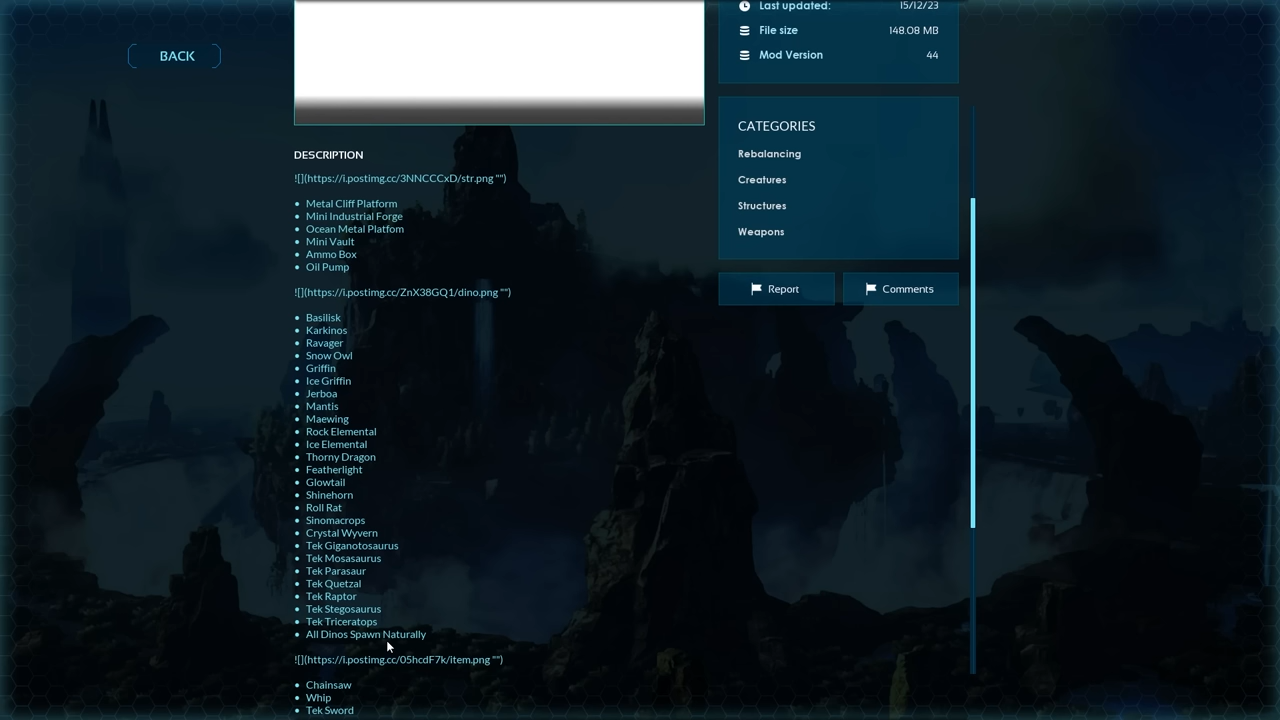 BACK
Last updated: 15/12/23
File size 148.08 MB
Mod Version 44
CATEGORIES
Rebalancing
Creatures
Structures
Weapons
Report
Comments
DESCRIPTION
![](https://i.postimg.cc/3NNCCCxD/str.png "")
• Metal Cliff Platform
• Mini Industrial Forge
• Ocean Metal Platfom
• Mini Vault
• Ammo Box
• Oil Pump
![](https://i.postimg.cc/ZnX38GQ1/dino.png "")
• Basilisk
• Karkinos
• Ravager
• Snow Owl
• Griffin
• Ice Griffin
• Jerboa
• Mantis
• Maewing
• Rock Elemental
• Ice Elemental
• Thorny Dragon
• Featherlight
• Glowtail
• Shinehorn
• Roll Rat
• Sinomacrops
• Crystal Wyvern
• Tek Giganotosaurus
• Tek Mosasaurus
• Tek Parasaur
• Tek Quetzal
• Tek Raptor
• Tek Stegosaurus
• Tek Triceratops
• All Dinos Spawn Naturally
![](https://i.postimg.cc/05hcdF7k/item.png "")
• Chainsaw
• Whip
• Tek Sword